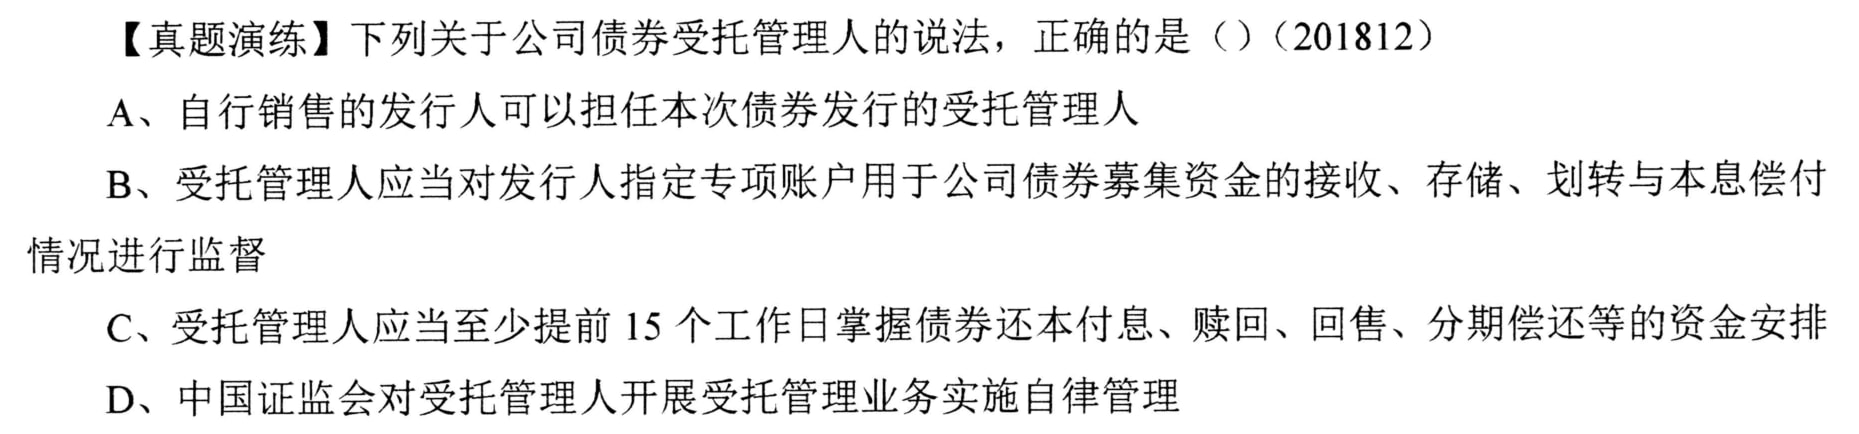 【真题演练】下列关于公司债券受托管理人的说法，正确的是（）（201812）
A、自行销售的发行人可以担任本次债券发行的受托管理人
B、受托管理人应当对发行人指定专项账户用于公司债券募集资金的接收、存储、划转与本息偿付
情况进行监督
C、受托管理人应当至少提前 15 个工作日掌握债券还本付息、赎回、回售、分期偿还等的资金安排
D、中国证监会对受托管理人开展受托管理业务实施自律管理